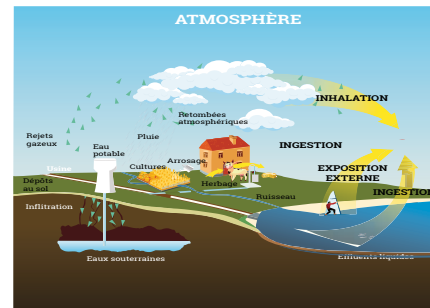 ATMOSPHÈRE
INHALATION
Retombées
atmosphériques
Rejets
gazeux
Pluie
Eau
potable
INGESTION
Arrosage
Cultures
EXPOSITION
EXTERNE
Usine
Dépôts
au sol
Herbage
INGESTION
Ruisseau
Infiltration
Eaux souterraines
Effluents liquides